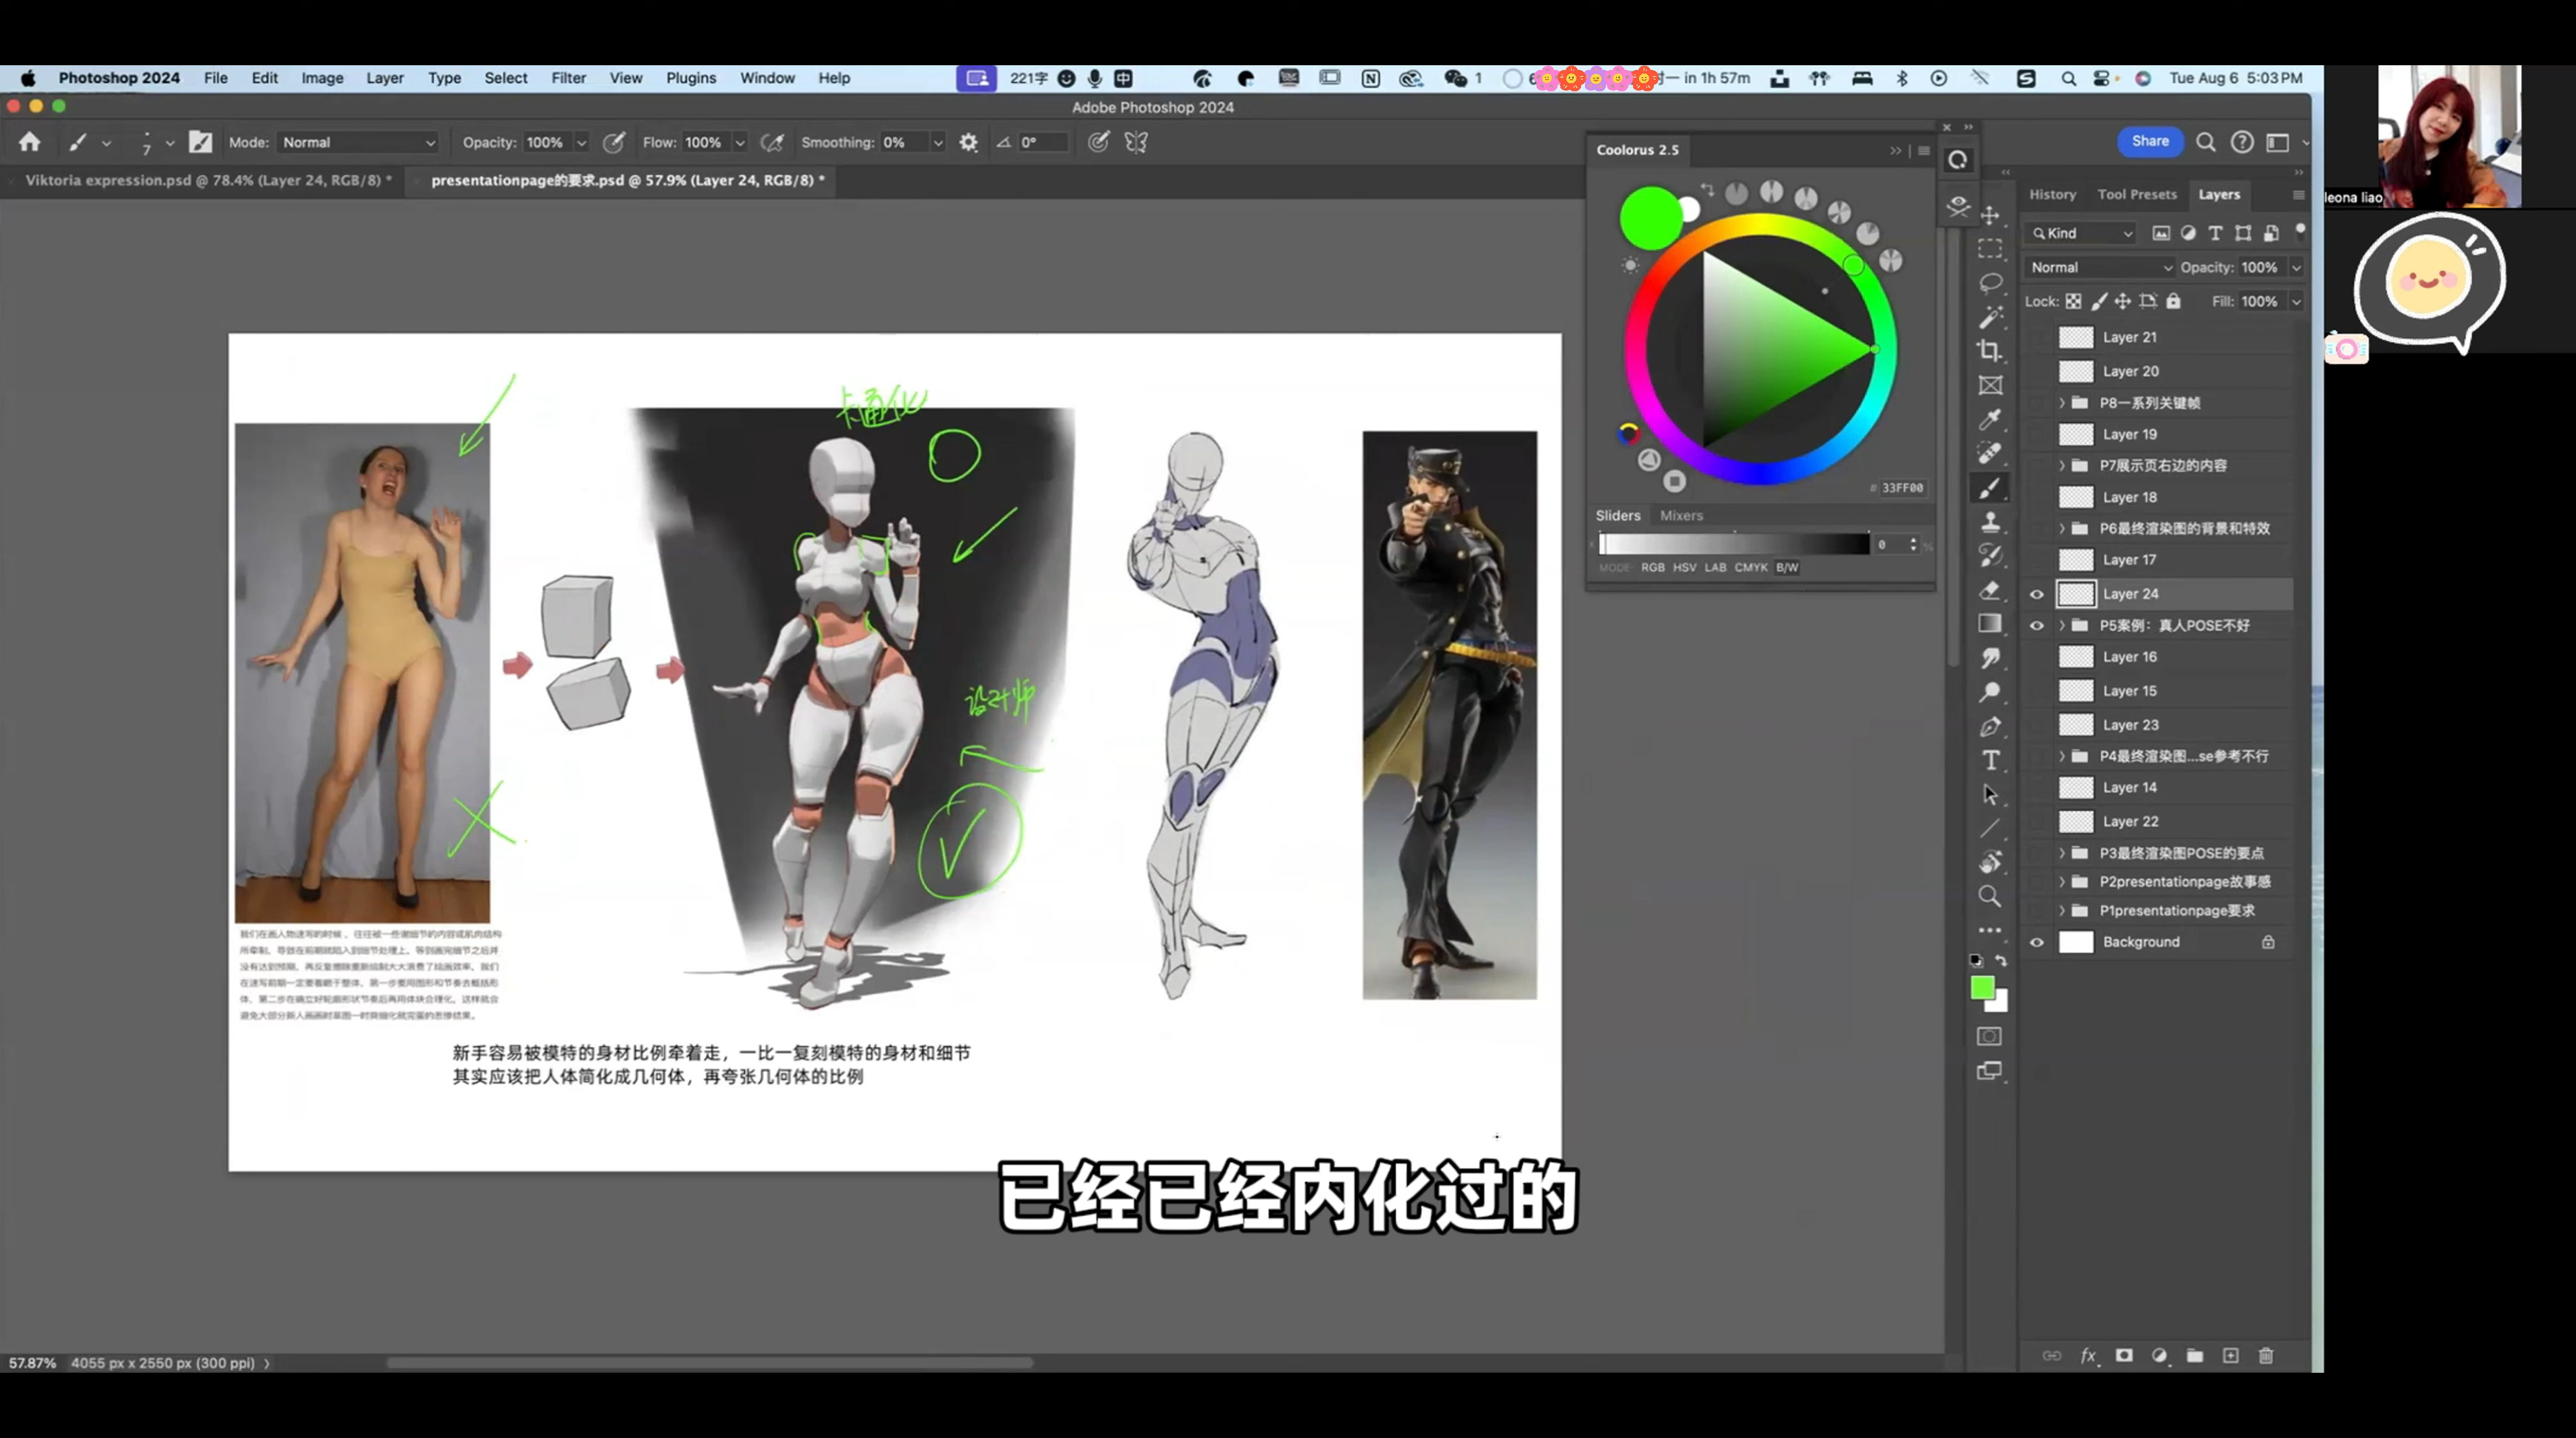 Photoshop 2024 File Edit Image Layer Type Select Filter View Plugins Window Help 221字 中 1 in 1h 57m Tue Aug 6 5:03 PM
Adobe Photoshop 2024
7 Mode: Normal Opacity: 100% Flow: 100% Smoothing: 0% 0° Share
Viktoria expression.psd @ 78.4% (Layer 24, RGB/8) * presentationpage的要求.psd @ 57.9% (Layer 24, RGB/8) *
Coolorus 2.5
# 33FF00
Sliders Mixers
0 %
MODE: RGB HSV LAB CMYK B/W
History Tool Presets Layers
Kind
Normal Opacity: 100%
Lock: Fill: 100%
Layer 21
Layer 20
P8一系列关键帧
Layer 19
P7展示页右边的内容
Layer 18
P6最终渲染图的背景和特效
Layer 17
Layer 24
P5案例：真人POSE不好
Layer 16
Layer 15
Layer 23
P4最终渲染图...se参考不行
Layer 14
Layer 22
P3最终渲染图POSE的要点
P2presentationpage故事感
P1presentationpage要求
Background
leona liao
卡通化
设计师
新手容易被模特的身材比例牵着走，一比一复刻模特的身材和细节
其实应该把人体简化成几何体，再夸张几何体的比例
已经已经内化过的
57.87% 4055 px x 2550 px (300 ppi)